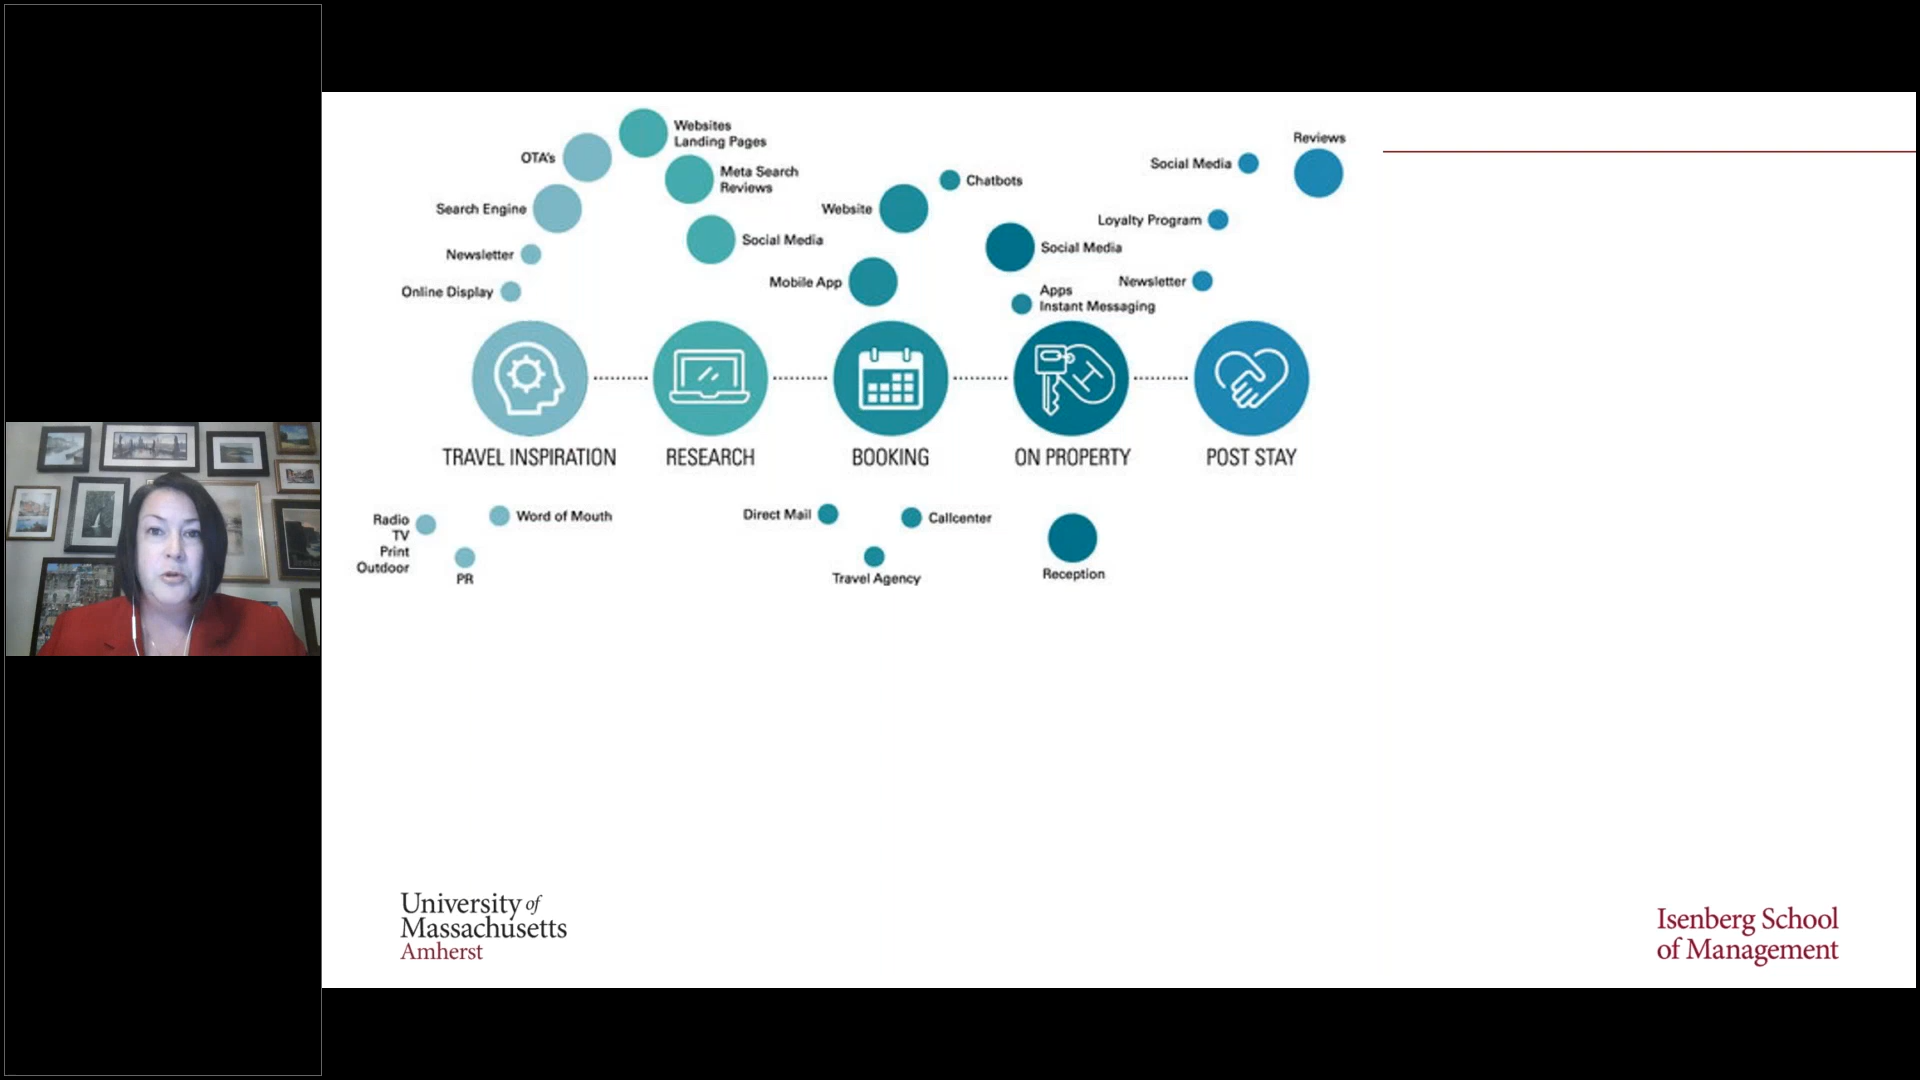 OTA's
Search Engine
Newsletter
Online Display
Websites
Landing Pages
Meta Search
Reviews
Social Media
Website
Mobile App
Chatbots
Social Media
Apps
Instant Messaging
Social Media
Reviews
Loyalty Program
Newsletter
TRAVEL INSPIRATION
RESEARCH
BOOKING
ON PROPERTY
POST STAY
Radio
TV
Print
Outdoor
Word of Mouth
PR
Direct Mail
Callcenter
Travel Agency
Reception
University of
Massachusetts
Amherst
Isenberg School
of Management